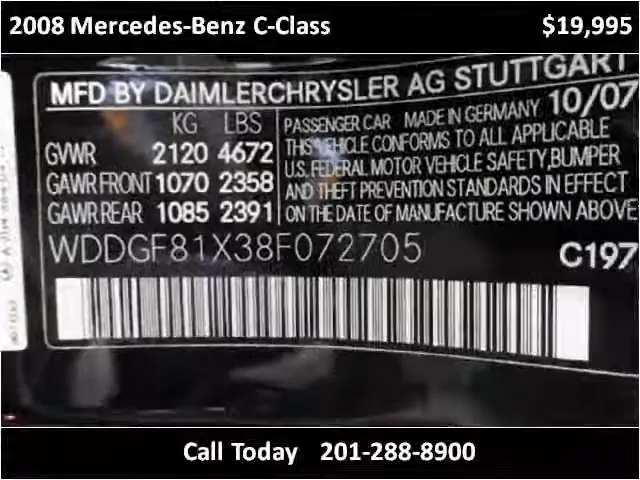 2008 Mercedes-Benz C-Class $19,995
MFD BY DAIMLERCHRYSLER AG STUTTGART
10/07
KG LBS
GVWR 2120 4672
GAWR FRONT 1070 2358
GAWR REAR 1085 2391
PASSENGER CAR MADE IN GERMANY
THIS VEHICLE CONFORMS TO ALL APPLICABLE
U.S. FEDERAL MOTOR VEHICLE SAFETY, BUMPER
AND THEFT PREVENTION STANDARDS IN EFFECT
ON THE DATE OF MANUFACTURE SHOWN ABOVE
WDDGF81X38F072705
C197
Call Today 201-288-8900